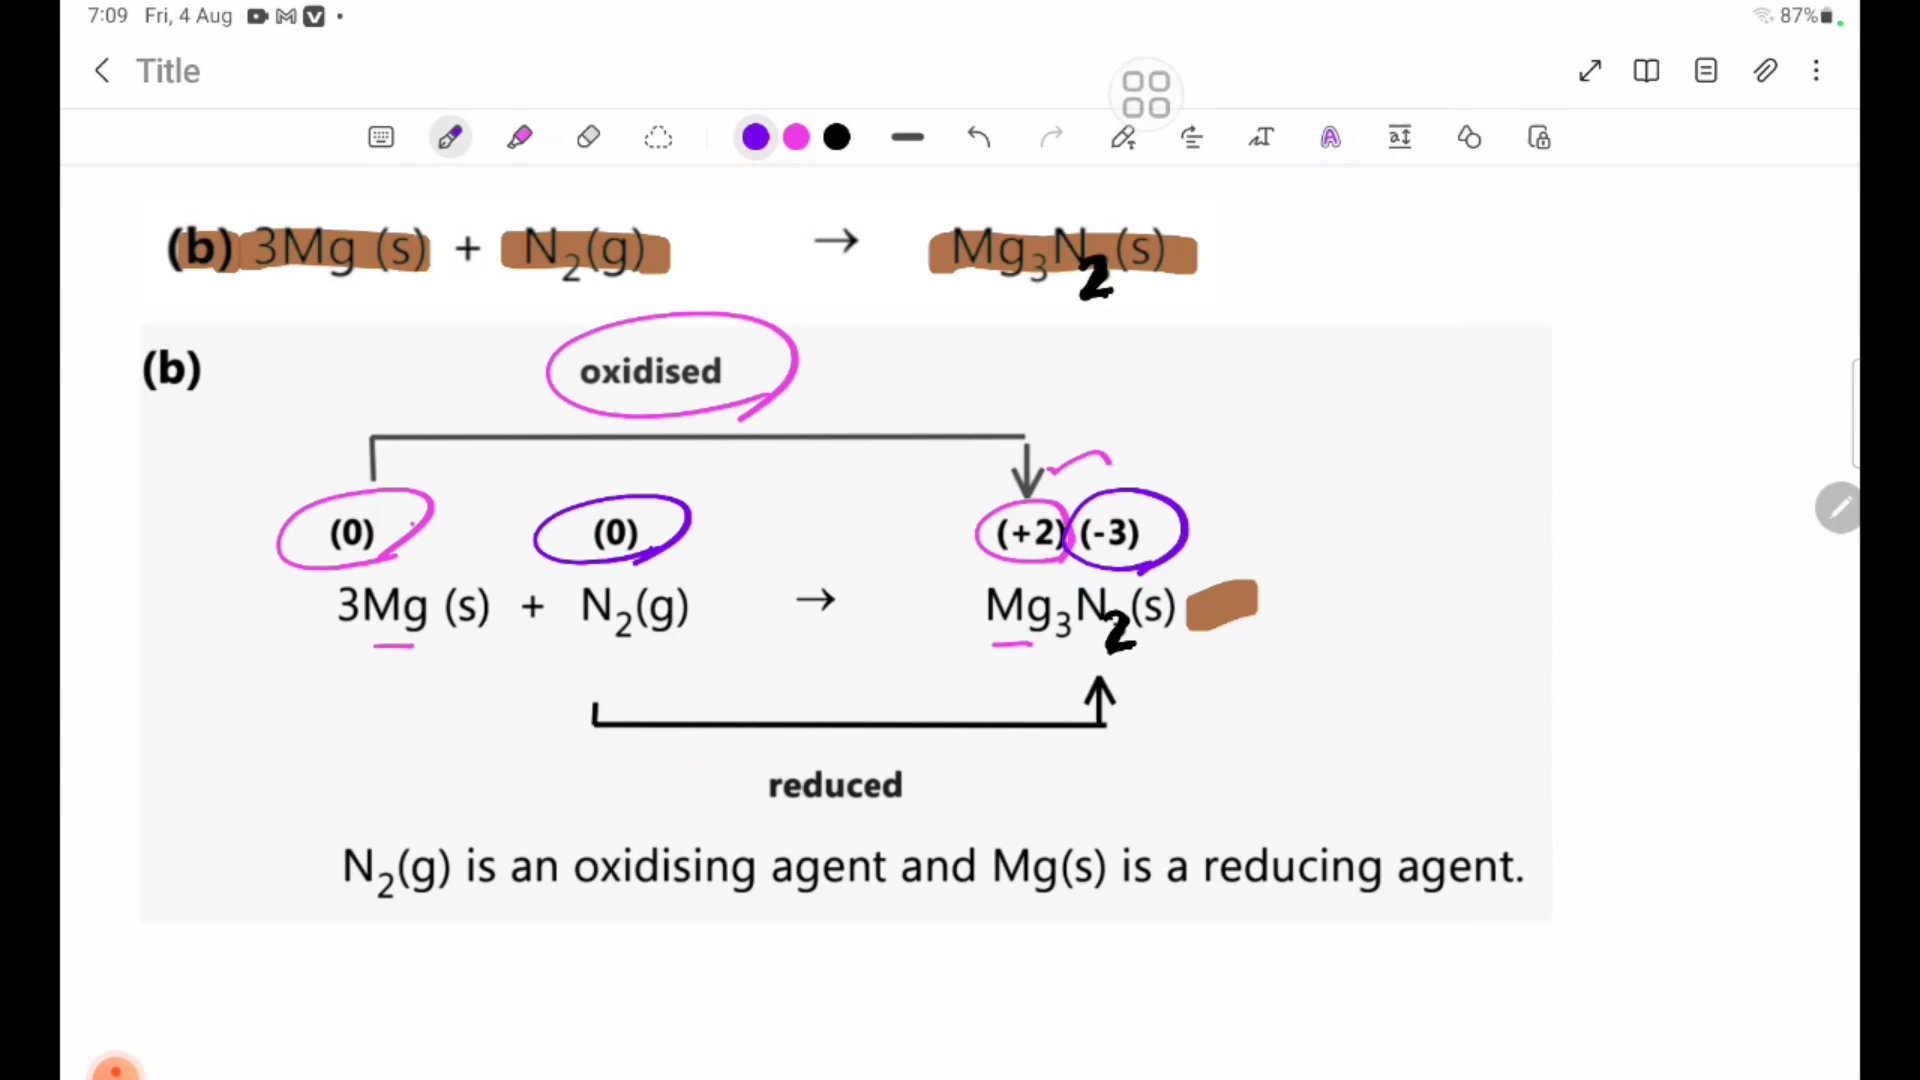 7:09 Fri, 4 Aug
87%
Title
(b) 3Mg (s) + N₂(g) → Mg₃N₂(s)
(b)
oxidised
(0) (0) (+2) (-3)
3Mg (s) + N₂(g) → Mg₃N₂(s)
reduced
N₂(g) is an oxidising agent and Mg(s) is a reducing agent.